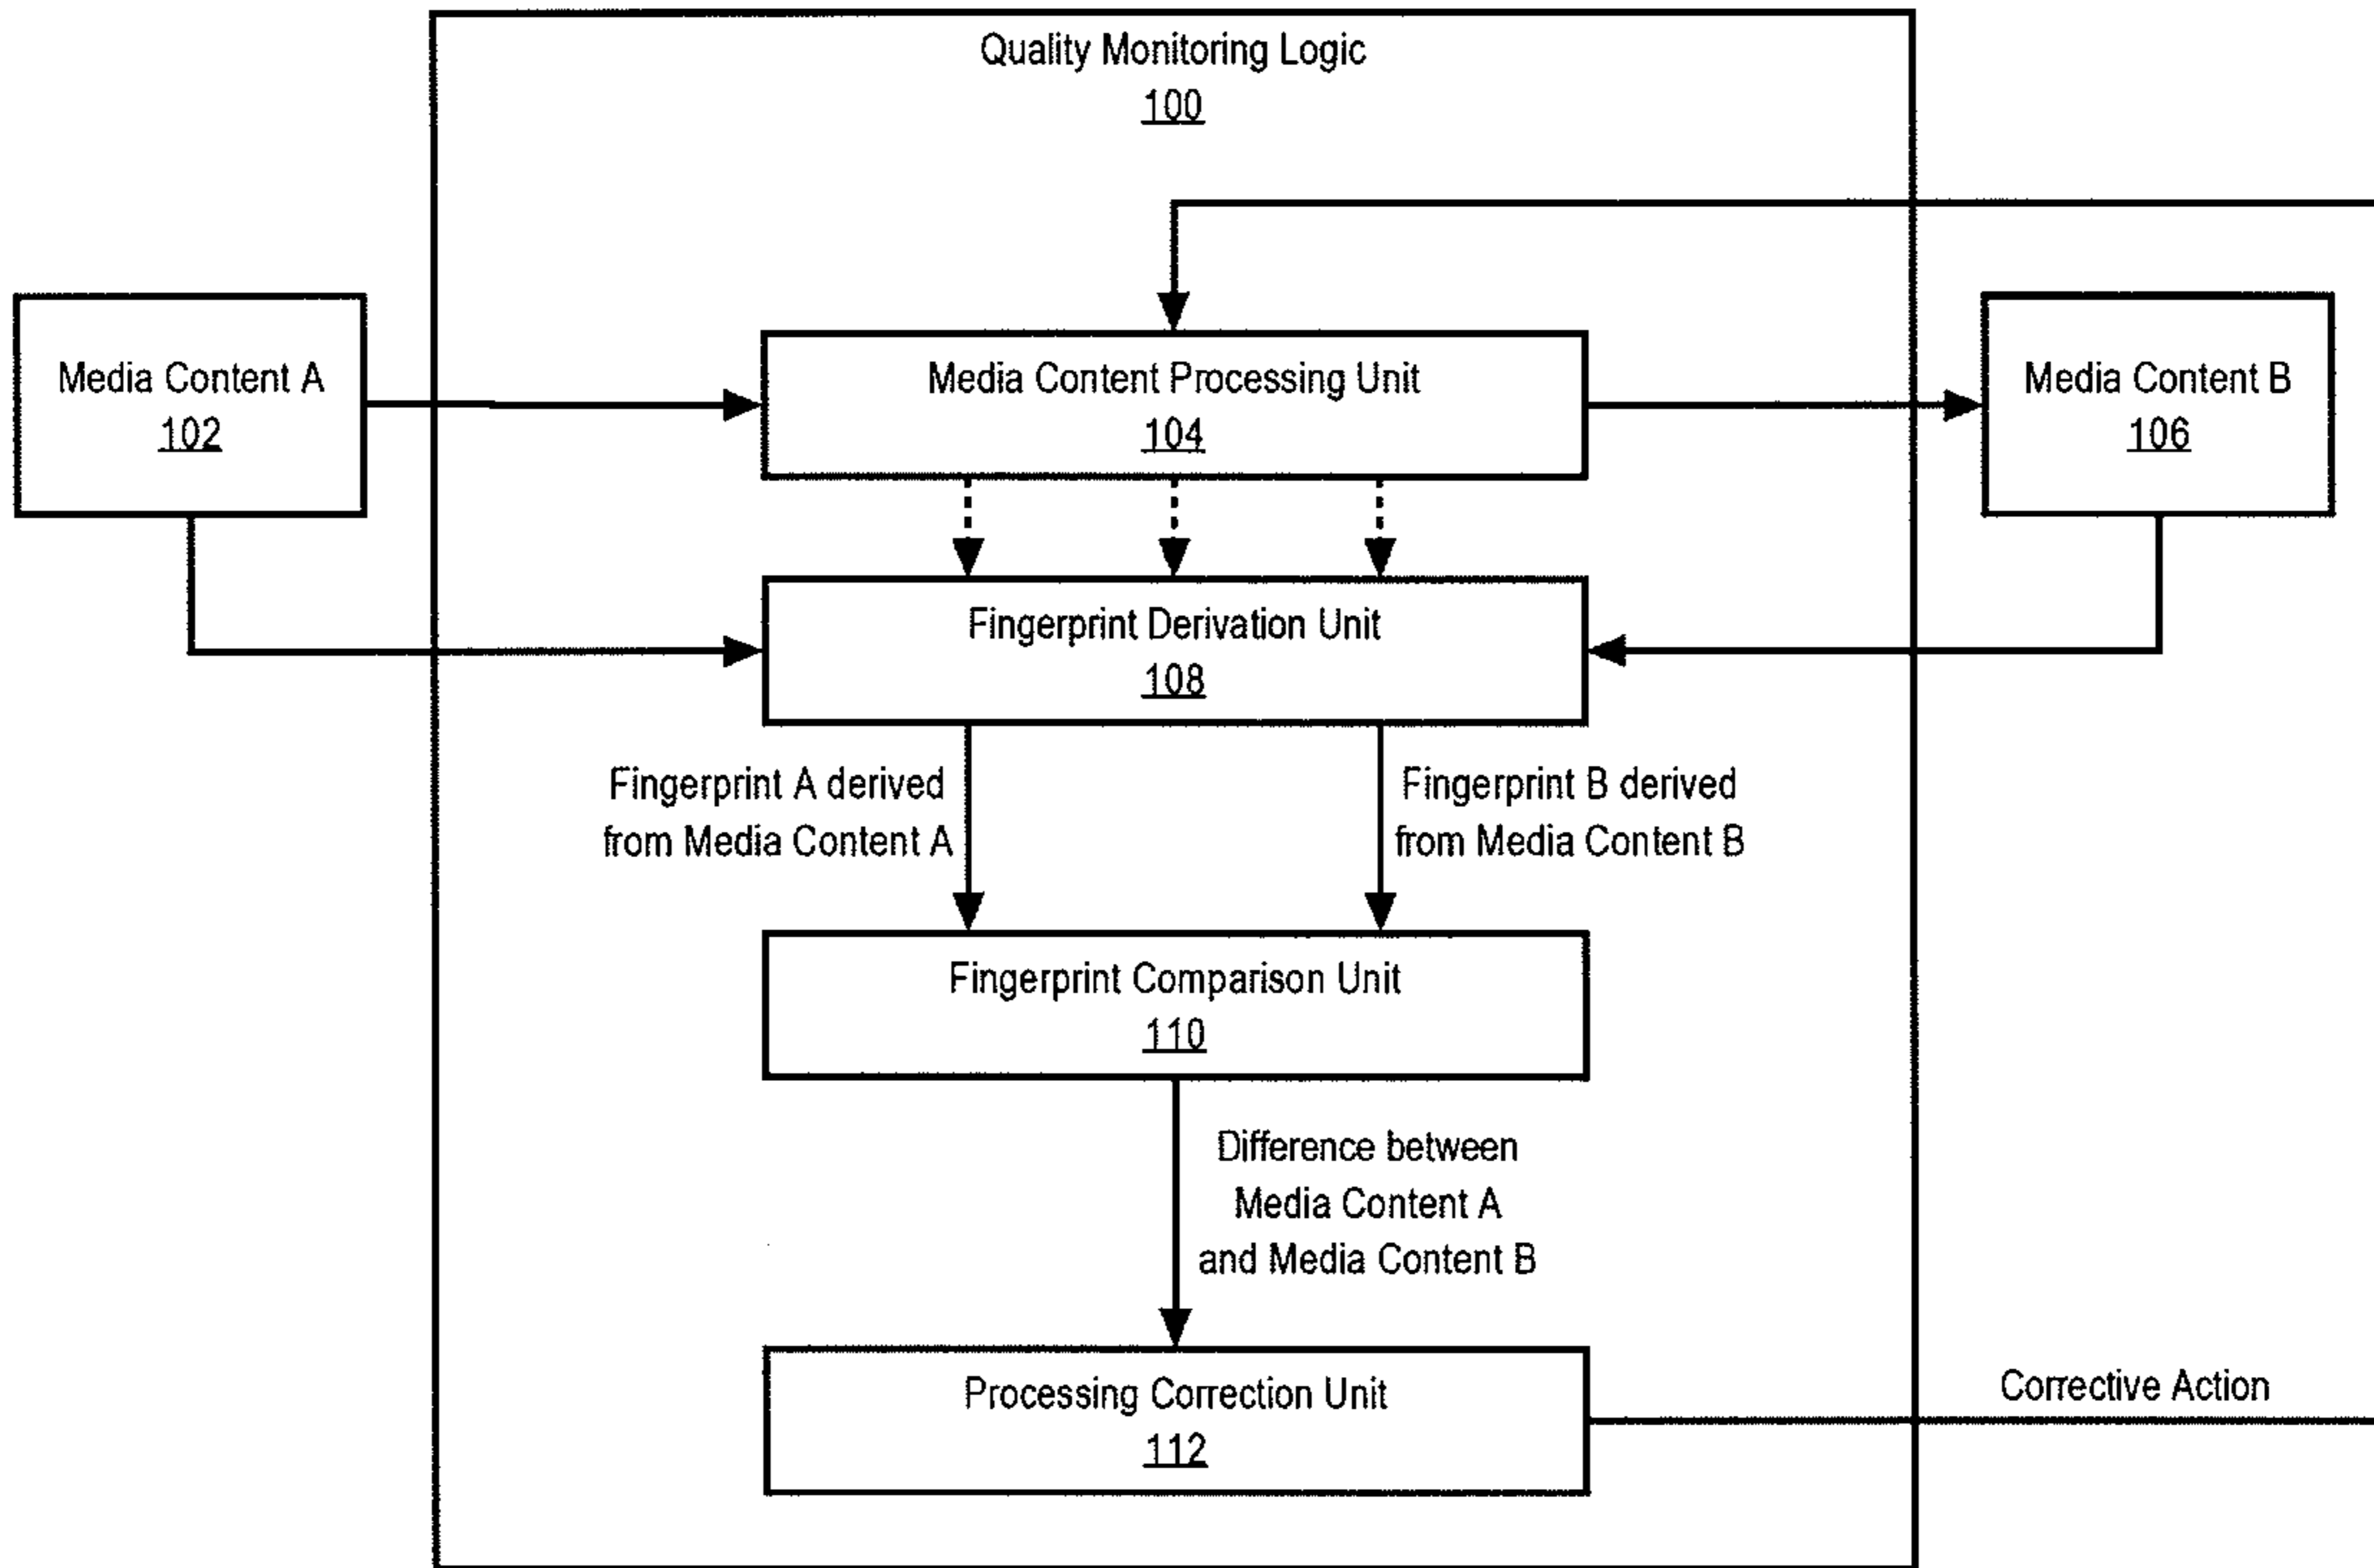 Quality Monitoring Logic
100
Media Content A
102
Media Content Processing Unit
104
Media Content B
106
Fingerprint Derivation Unit
108
Fingerprint A derived
from Media Content A
Fingerprint B derived
from Media Content B
Fingerprint Comparison Unit
110
Difference between
Media Content A
and Media Content B
Processing Correction Unit
112
Corrective Action